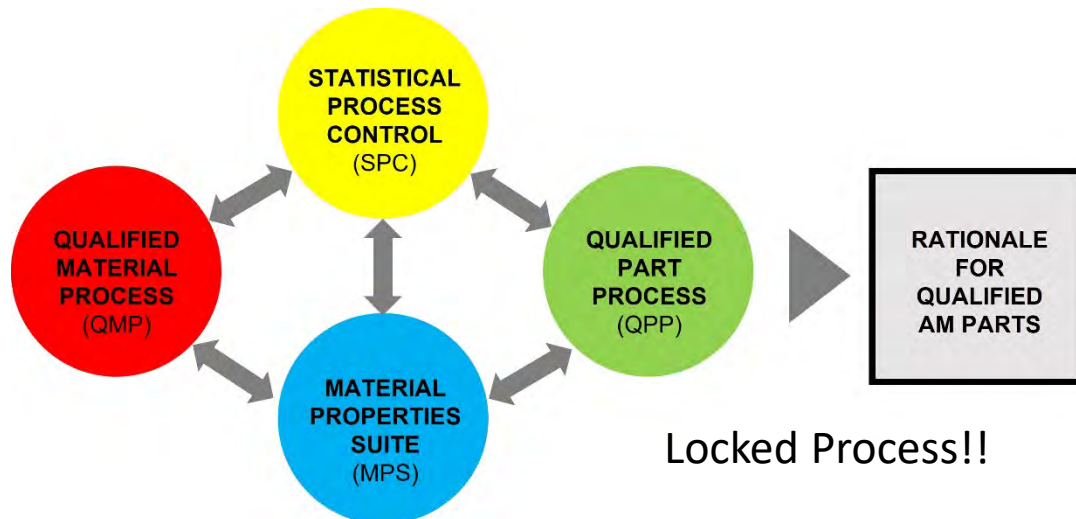 STATISTICAL
PROCESS
CONTROL
(SPC)
QUALIFIED
MATERIAL
PROCESS
(QMP)
QUALIFIED
PART
PROCESS
(QPP)
RATIONALE
FOR
QUALIFIED
AM PARTS
MATERIAL
PROPERTIES
SUITE
(MPS)
Locked Process!!